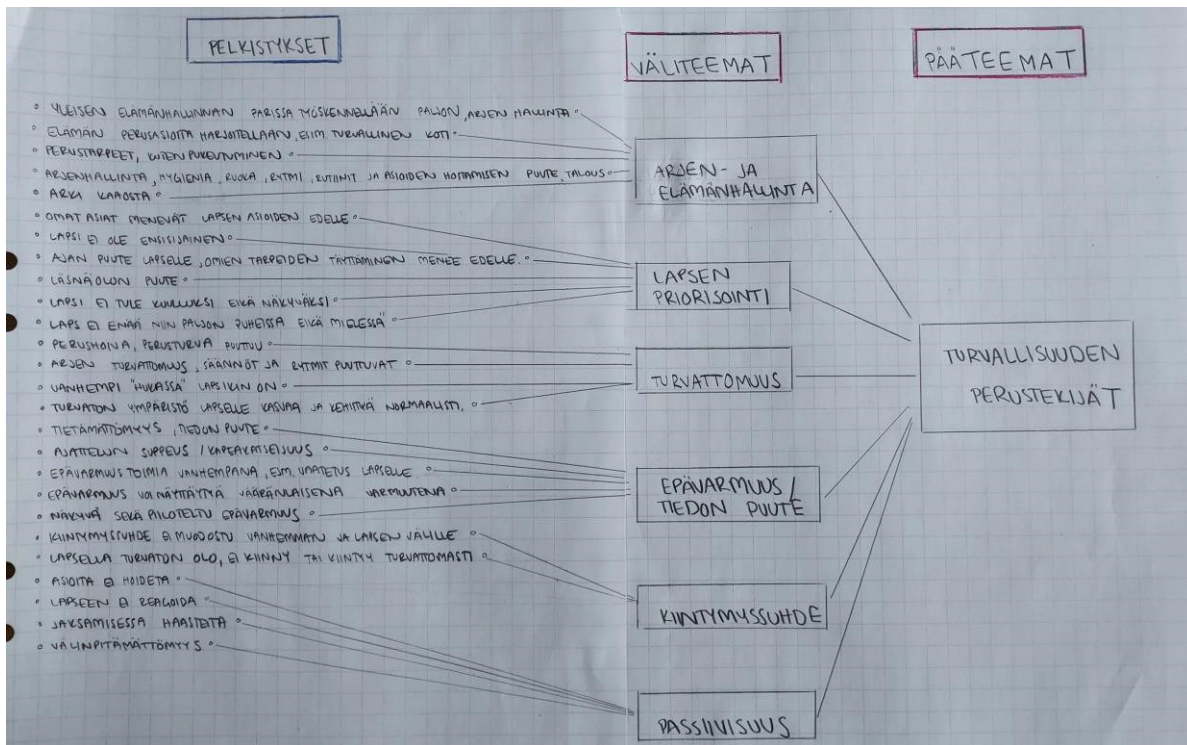 PELKISTYKSET
VÄLITEEMAT
PÄÄTEEMAT
YLEISEN ELÄMÄNHALLINNAN PARISSA TYÖSKENNELLÄÄN PALJON, ARJEN HALLINTA
ELÄMÄN PERUSASIOITA HARJOITELLAAN, ESIM. TURVALLINEN KOTI
PERUSTARPEET, KUTEN PUKEUTUMINEN
ARJENHALLINTA, HYGIENIA, RUOKA, RYTMI, RUTIINIT JA ASIOIDEN HOITAMISEN PUUTE, TALOUS
ARKI KAAOSTA
OMAT ASIAT MENEVÄT LAPSEN ASIOIDEN EDELLE
LAPSI EI OLE ENSISIJAINEN
AJAN PUUTE LAPSELLE, OMIEN TARPEIDEN TÄYTTÄMINEN MENEE EDELLE.
LÄSNÄOLON PUUTE
LAPSI EI TULE KUULLUKSI EIKÄ NÄKYVÄKSI
LAPS EI ENÄÄ NIIN PALJON PUHEISSA EIKÄ MIELESSÄ"
PERUSHOIVA, PERUSTURVA PUUTUU
ARJEN TURVATTOMUUS, SÄÄNNÖT JA RYTMIT PUUTTUVAT
VANHEMPI "HUKASSA" LAPSIKIN ON
TURVATON YMPÄRISTÖ LAPSELLE KASVAA JA KEHITTYÄ NORMAALISTI.
TIETÄMÄTTÖMYYS, TIEDON PUUTE
AJATTELUN SUPPEUS / KAPEAKATSEISUUS
EPÄVARMUUS TOIMIA VANHEMPANA, ESIM. VAATETUS LAPSELLE
EPÄVARMUUS VOI NÄYTTÄYTYÄ VÄÄRÄNLAISENA VARMUUTENA
NÄKYVÄ SEKÄ PIILOTELTU EPÄVARMUUS
KIINTYMYSSUHDE EI MUODOSTU VANHEMMAN JA LAPSEN VÄLILLE
LAPSELLA TURVATON OLO, EI KIINNY TAI KIINTYY TURVATTOMASTI
ASIOITA EI HOIDETA
LAPSEEN EI REAGOIDA
JAKSAMISESSA HAASTEITA
VÄLINPITÄMÄTTÖMYYS
ARJEN- JA
ELÄMÄNHALLINTA
LAPSEN
PRIORISOINTI
TURVATTOMUUS
EPÄVARMUUS /
TIEDON PUUTE
KIINTYMYSSUHDE
PASSIIVISUUS
TURVALLISUUDEN
PERUSTEKIJÄT